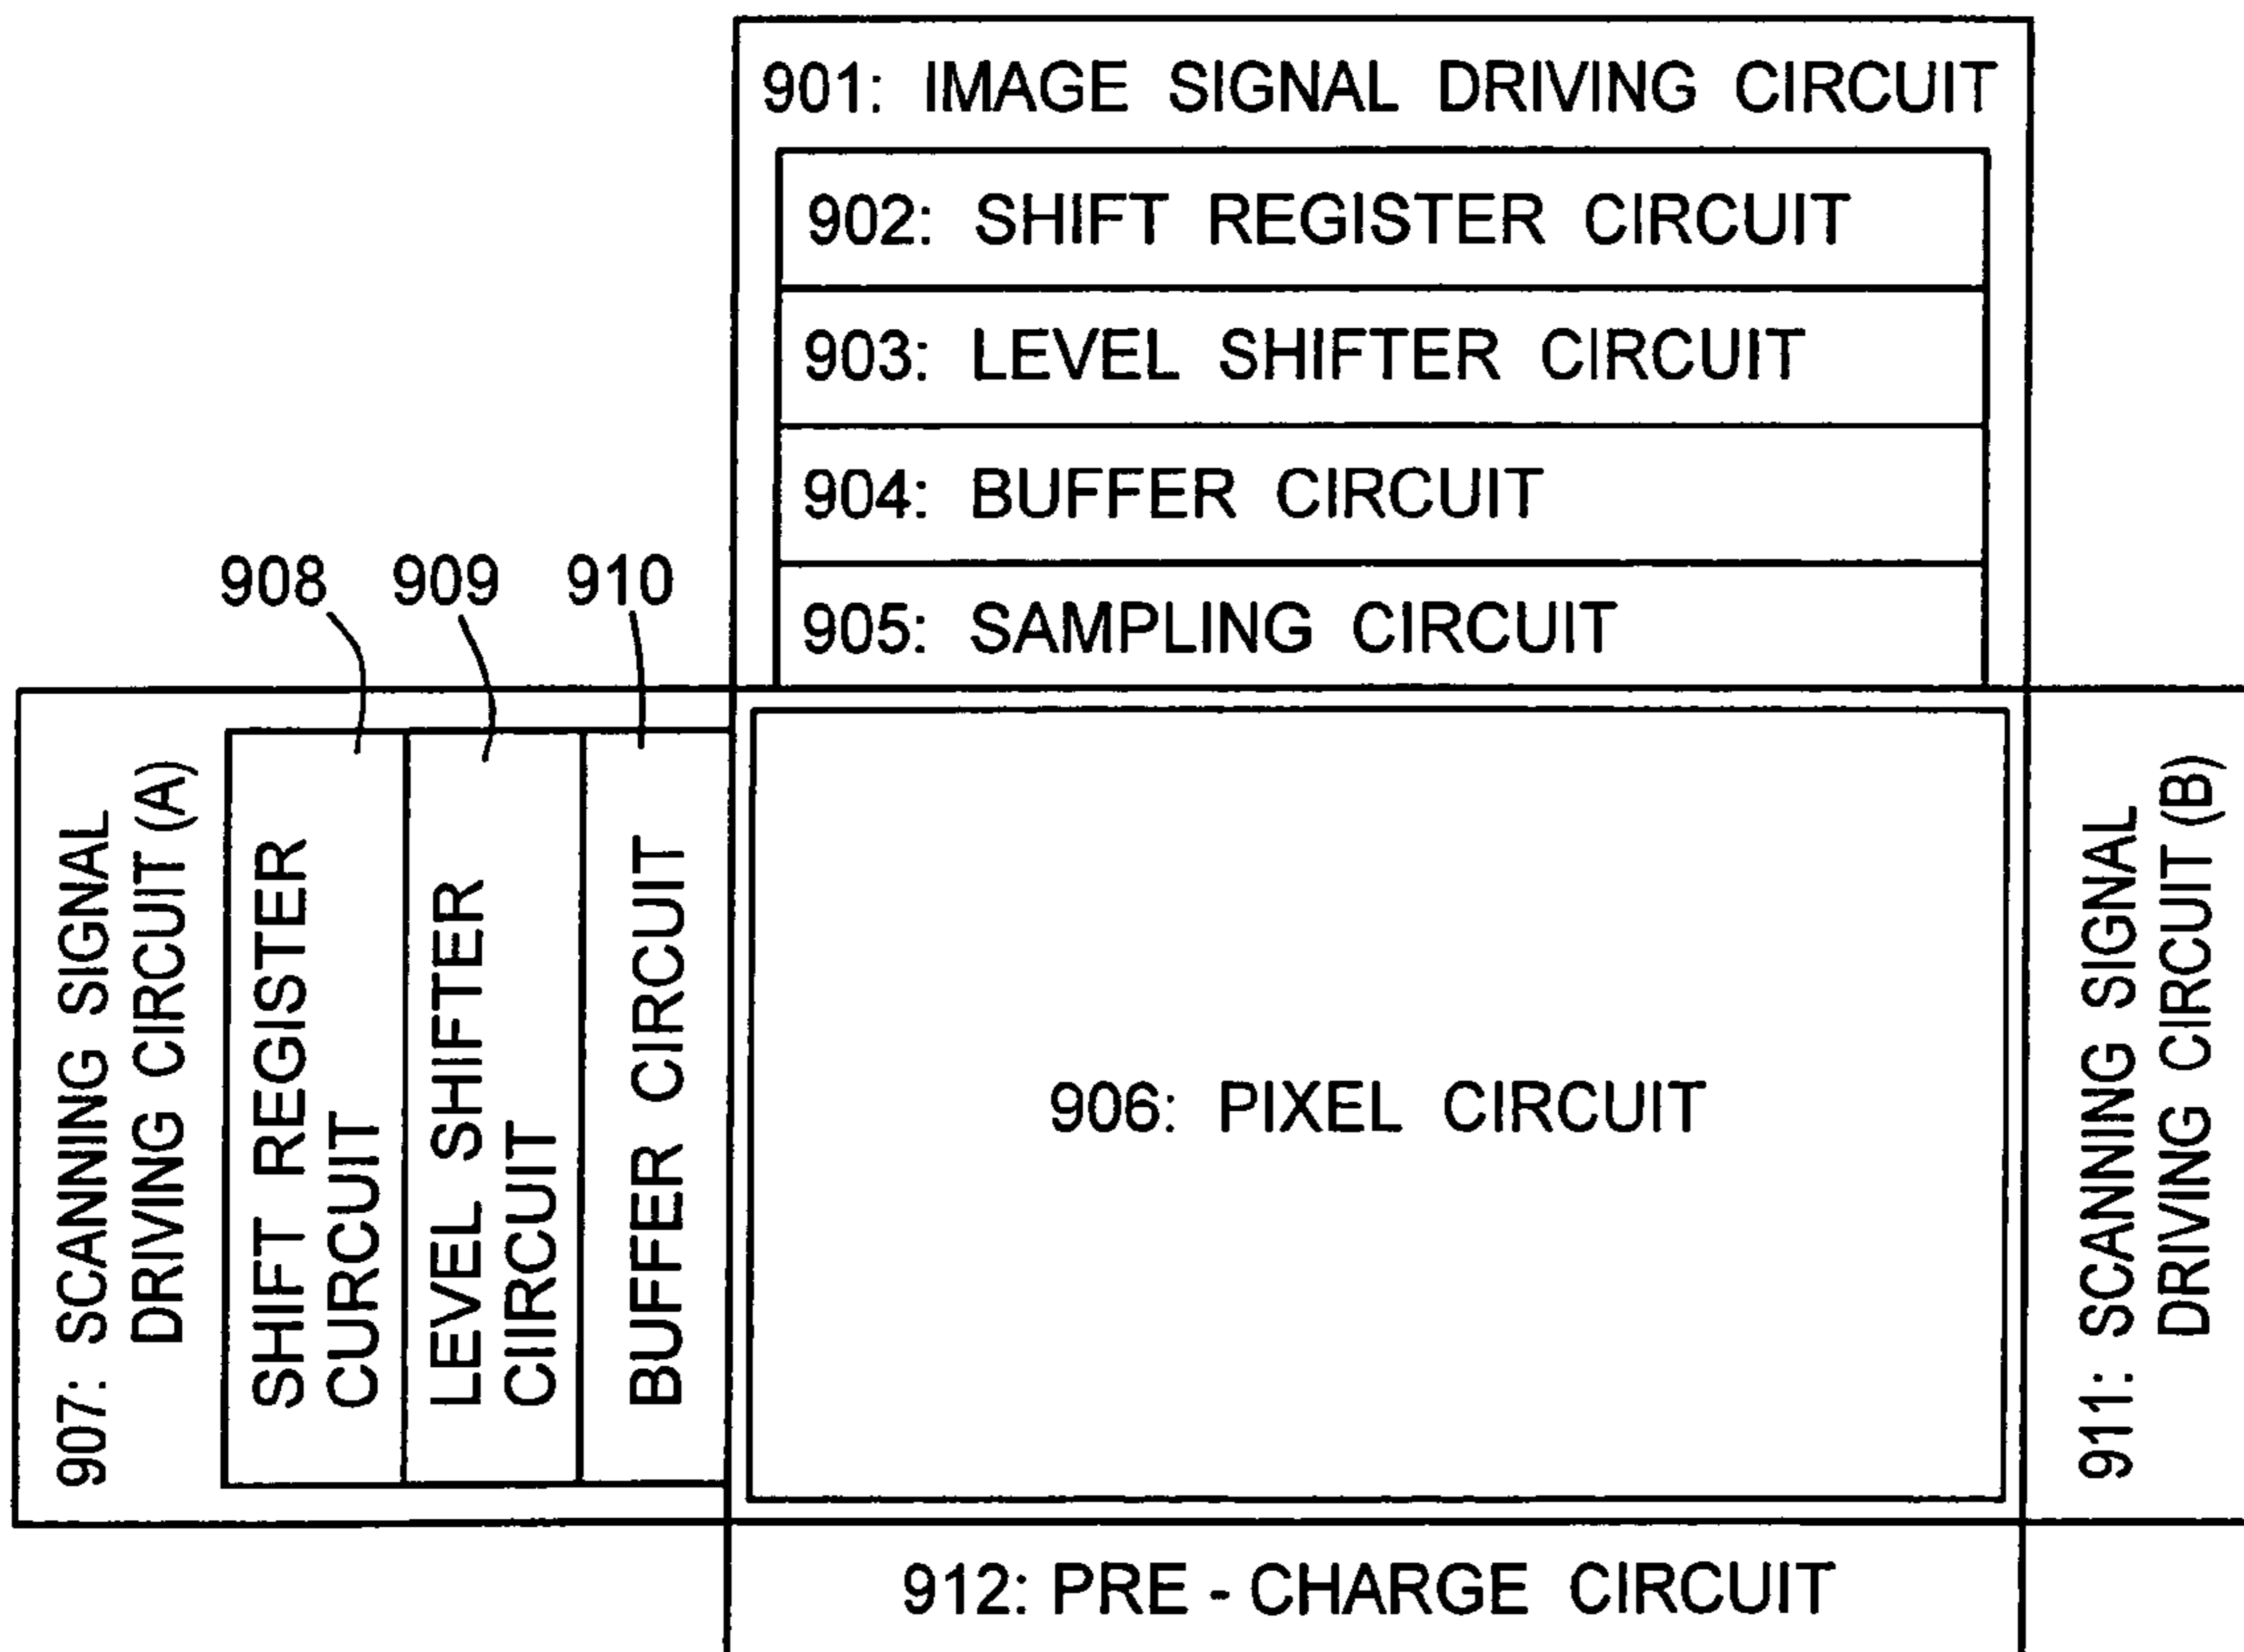 901: IMAGE SIGNAL DRIVING CIRCUIT
902: SHIFT REGISTER CIRCUIT
903: LEVEL SHIFTER CIRCUIT
904: BUFFER CIRCUIT
905: SAMPLING CIRCUIT
908
909
910
907: SCANNING SIGNAL
DRIVING CIRCUIT (A)
SHIFT REGISTER
CURCUIT
LEVEL SHIFTER
CIIRCUIT
BUFFER CIRCUIT
906: PIXEL CIRCUIT
911: SCANNING SIGNAL
DRIVING CIRCUIT (B)
912: PRE - CHARGE CIRCUIT